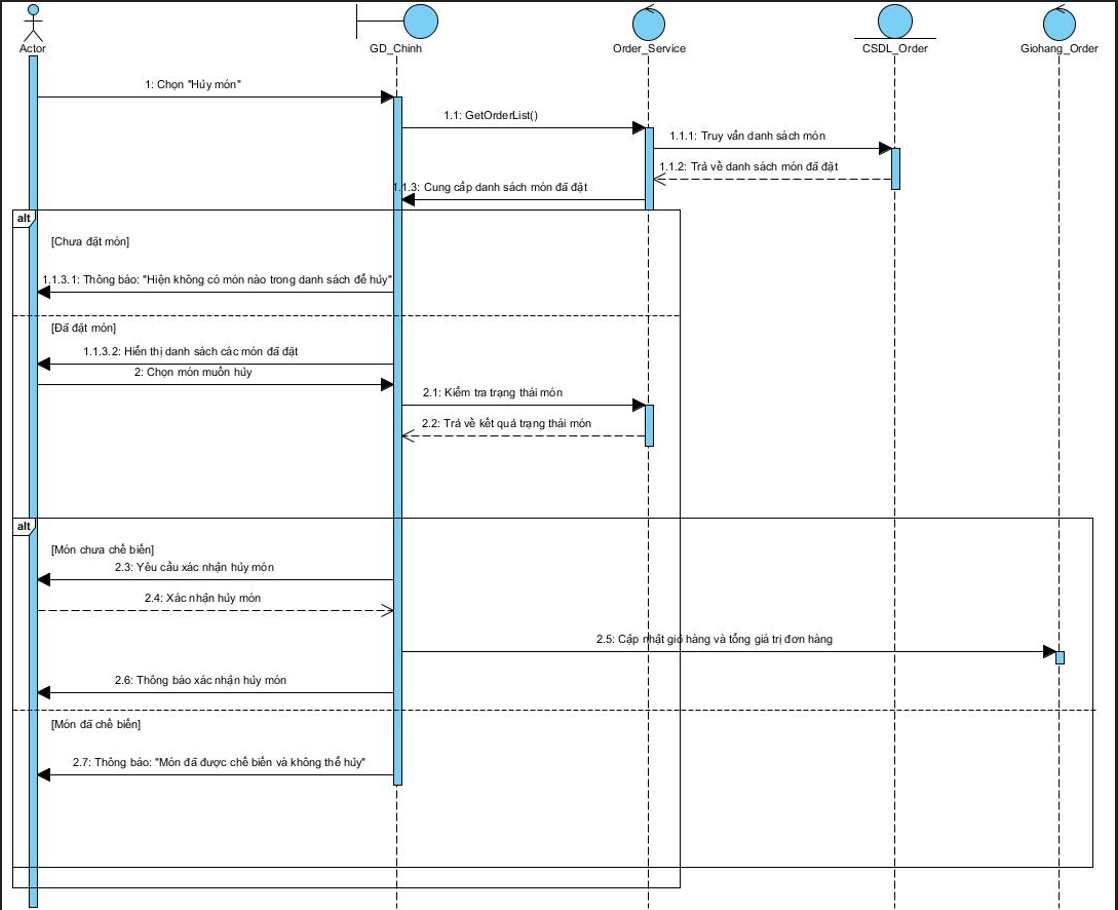 Actor
GD_Chinh
Order_Service
CSDL_Order
Giohang_Order
1: Chọn "Hủy món"
1.1: GetOrderList()
1.1.1: Truy vấn danh sách món
1.1.2: Trả về danh sách món đã đặt
1.1.3: Cung cấp danh sách món đã đặt
alt
[Chưa đặt món]
1.1.3.1: Thông báo: "Hiện không có món nào trong danh sách để hủy"
[Đã đặt món]
1.1.3.2: Hiển thị danh sách các món đã đặt
2: Chọn món muốn hủy
2.1: Kiểm tra trạng thái món
2.2: Trả về kết quả trạng thái món
alt
[Món chưa chế biến]
2.3: Yêu cầu xác nhận hủy món
2.4: Xác nhận hủy món
2.5: Cập nhật giỏ hàng và tổng giá trị đơn hàng
2.6: Thông báo xác nhận hủy món
[Món đã chế biến]
2.7: Thông báo: "Món đã được chế biến và không thể hủy"